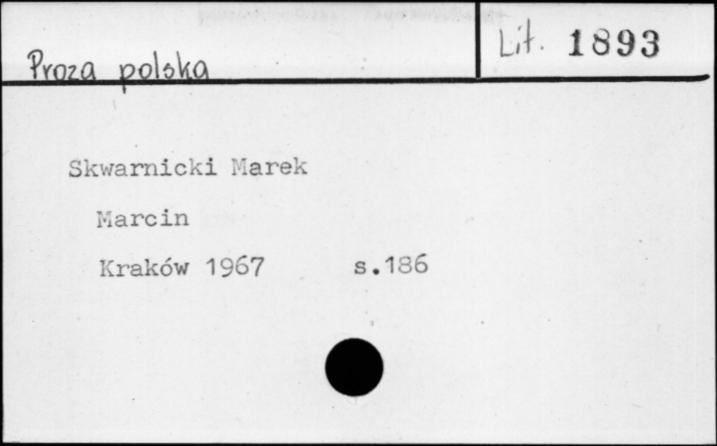 Proza polska
Lit. 1893
Skwarnicki Marek
Marcin
Kraków 1967 s.186